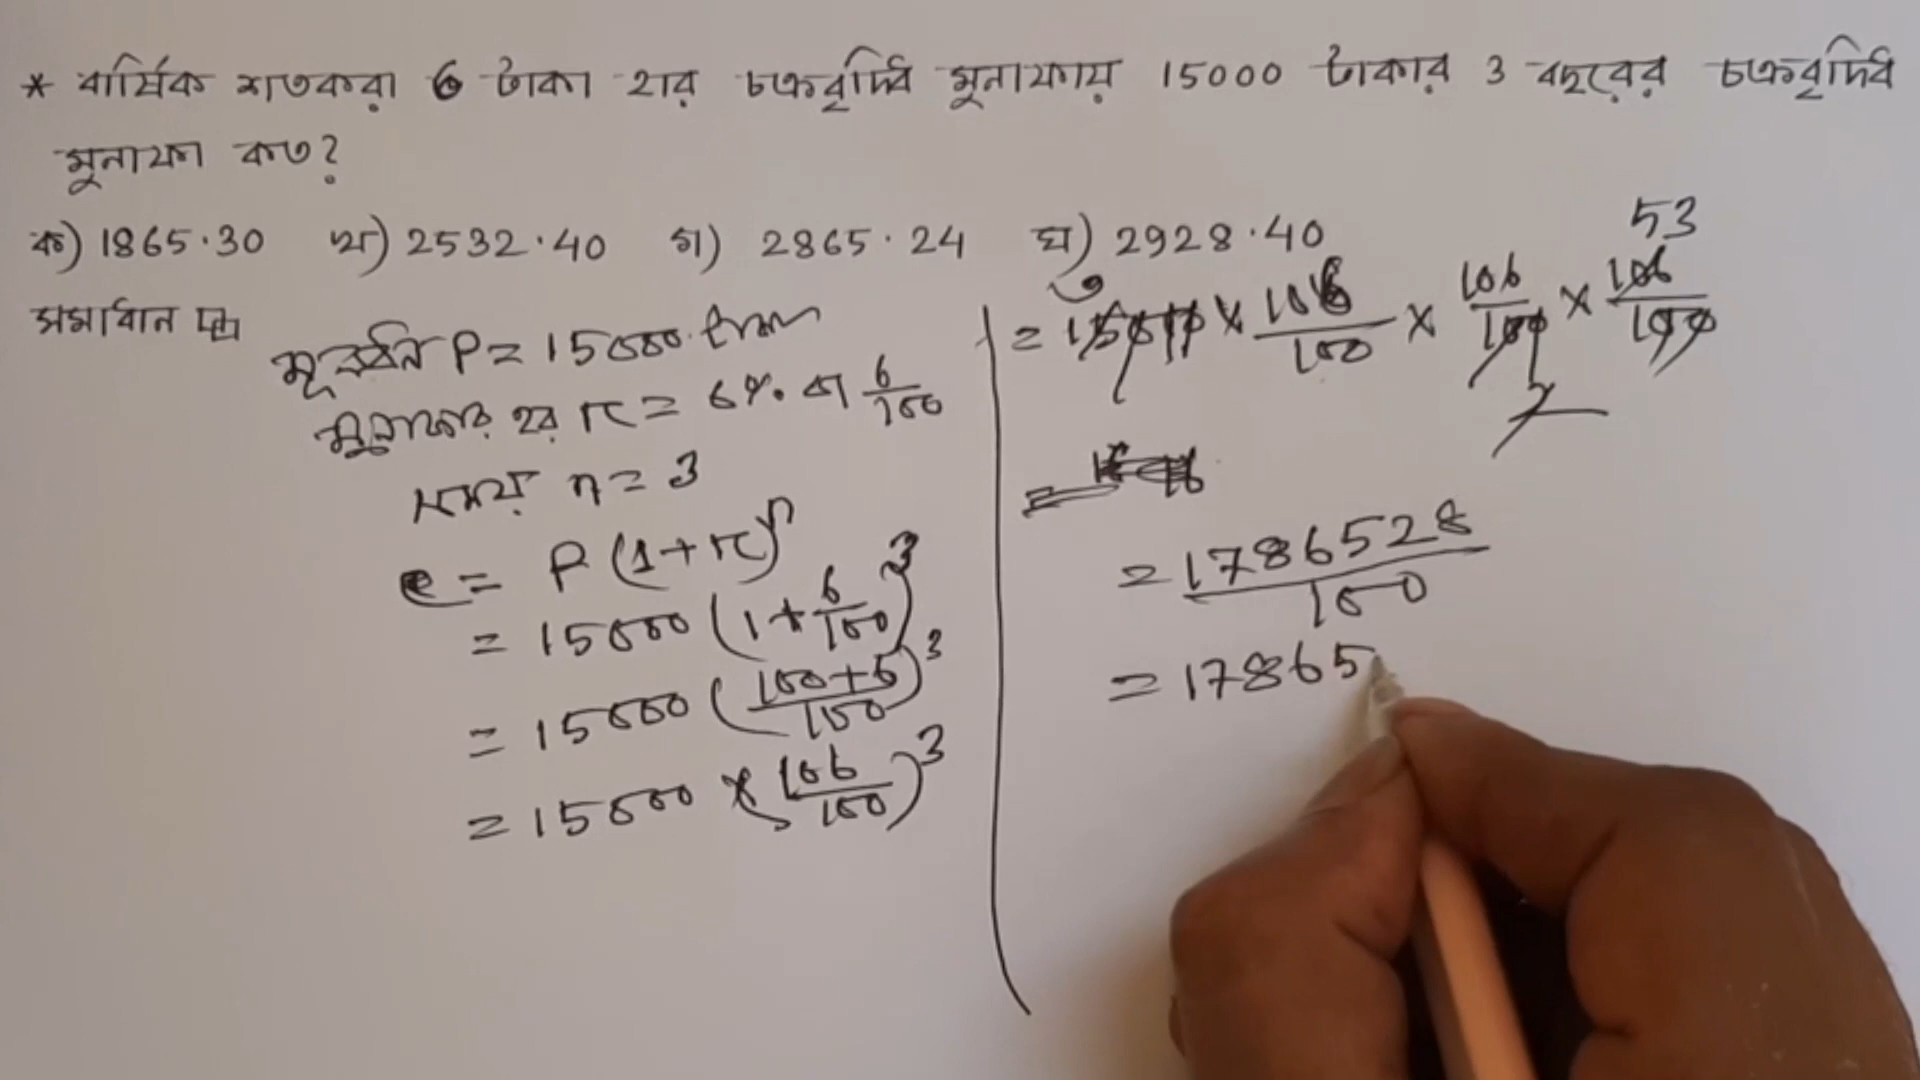 * বার্ষিক শতকরা 6 টাকা হার চক্রবৃদ্ধি মুনাফায় 15000 টাকার 3 বছরের চক্রবৃদ্ধি
মুনাফা কত?
ক) 1865.30 খ) 2532.40 গ) 2865.24 ঘ) 2928.40
সমাধান
মূলধন P = 15000 টাকা
মুনাফার হার r = 6% বা 6/100
সময় n = 3
c = P (1+r)^n
= 15000 (1+6/100)^3
= 15000 (100+6/100)^3
= 15000 × (106/100)^3
53
= 15000 × 106/100 × 106/100 × 106/100
= 1786528/100
= 17865